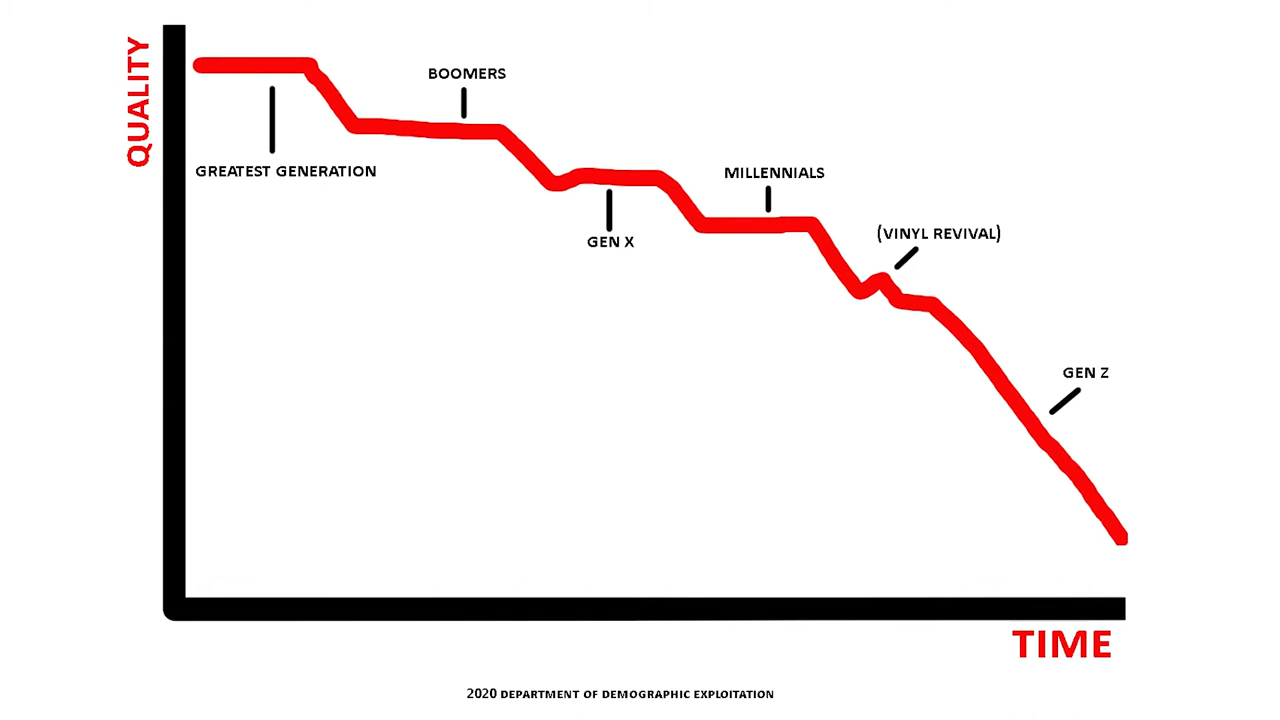 QUALITY
BOOMERS
GREATEST GENERATION
MILLENNIALS
GEN X
(VINYL REVIVAL)
GEN Z
TIME
2020 DEPARTMENT OF DEMOGRAPHIC EXPLOITATION